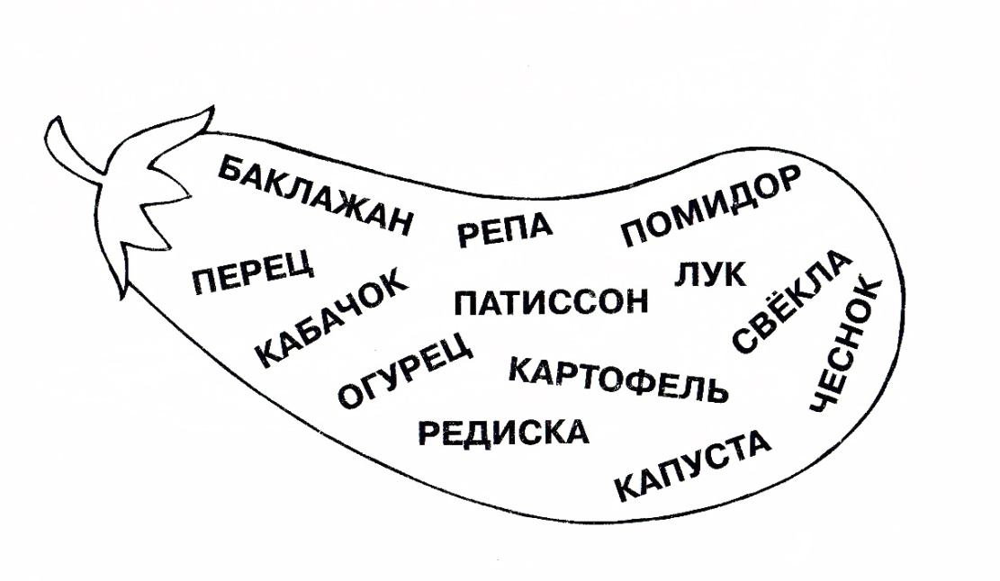 БАКЛАЖАН
РЕПА
ПОМИДОР
ПЕРЕЦ
КАБАЧОК
ПАТИССОН
ЛУК
СВЁКЛА
ЧЕСНОК
ОГУРЕЦ
КАРТОФЕЛЬ
РЕДИСКА
КАПУСТА